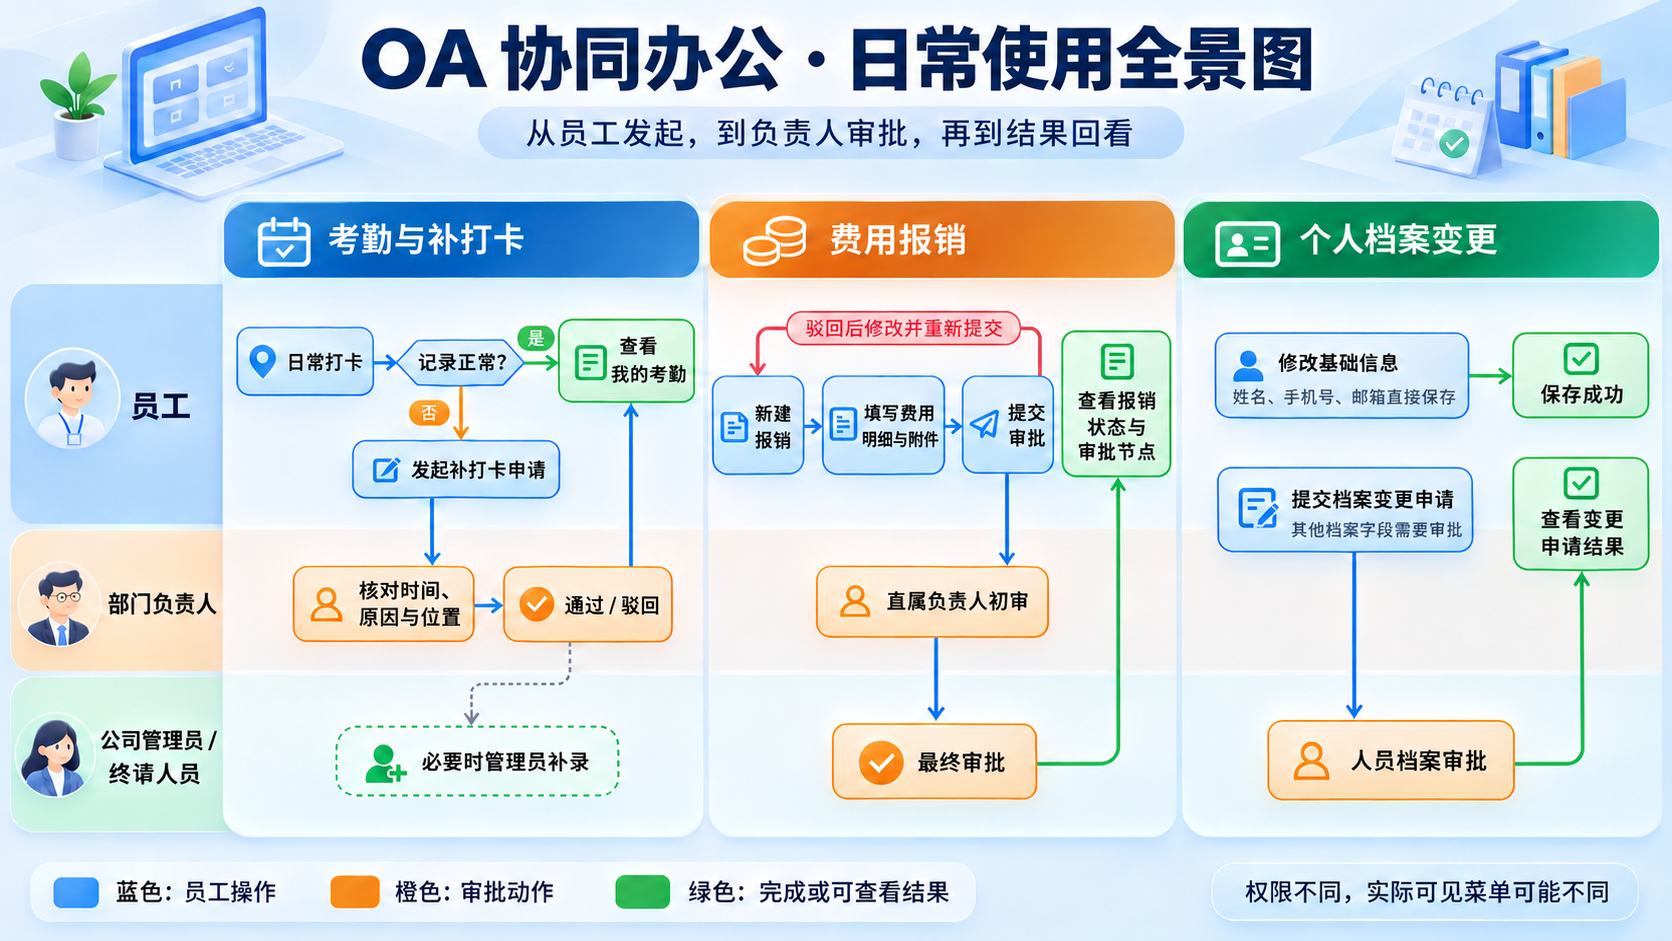 OA 协同办公·日常使用全景图
从员工发起，到负责人审批，再到结果回看
考勤与补打卡
费用报销
个人档案变更
员工
部门负责人
公司管理员 /
终请人员
日常打卡
记录正常？
是
否
查看
我的考勤
发起补打卡申请
核对时间、
原因与位置
通过 / 驳回
必要时管理员补录
驳回后修改并重新提交
新建
报销
填写费用
明细与附件
提交
审批
查看报销
状态与
审批节点
直属负责人初审
最终审批
修改基础信息
姓名、手机号、邮箱直接保存
保存成功
提交档案变更申请
其他档案字段需要审批
查看变更
申请结果
人员档案审批
蓝色：员工操作
橙色：审批动作
绿色：完成或可查看结果
权限不同，实际可见菜单可能不同